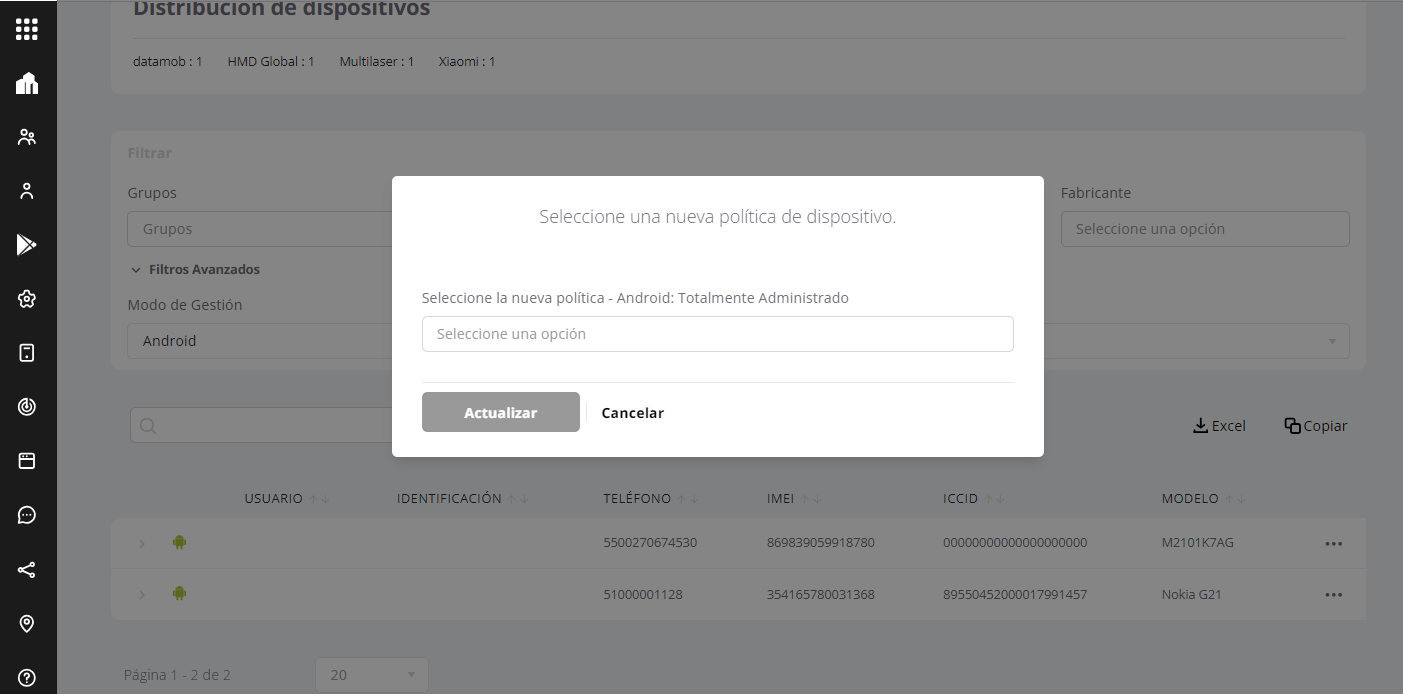 Distribución de dispositivos
datamob : 1 HMD Global : 1 Multilaser : 1 Xiaomi : 1
Filtrar
Grupos Fabricante
Grupos Seleccione una opción
Filtros Avanzados
Modo de Gestión
Android
Seleccione una nueva política de dispositivo.
Seleccione la nueva política - Android: Totalmente Administrado
Seleccione una opción
Actualizar Cancelar
Excel Copiar
USUARIO IDENTIFICACIÓN TELÉFONO IMEI ICCID MODELO
5500270674530 869839059918780 00000000000000000000 M2101K7AG
51000001128 354165780031368 89550452000017991457 Nokia G21
Página 1 - 2 de 2 20